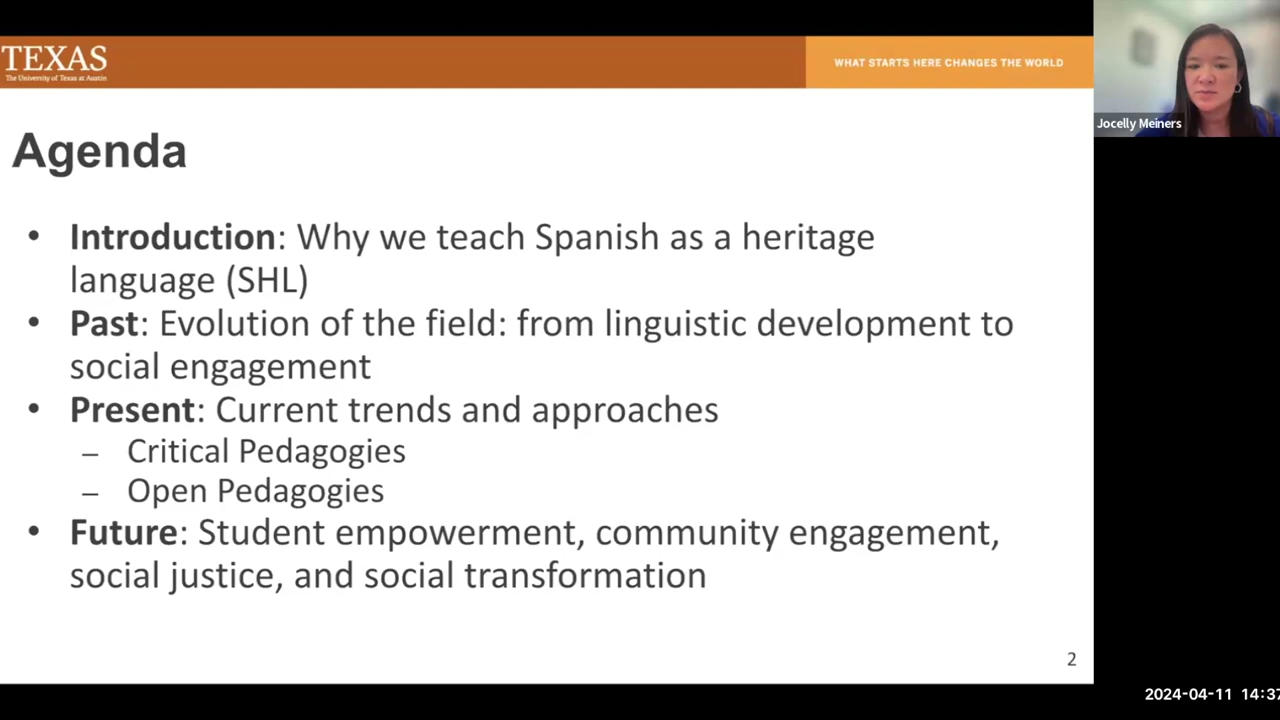 TEXAS
The University of Texas at Austin
WHAT STARTS HERE CHANGES THE WORLD
Jocelly Meiners
Agenda
• Introduction: Why we teach Spanish as a heritage
language (SHL)
• Past: Evolution of the field: from linguistic development to
social engagement
• Present: Current trends and approaches
– Critical Pedagogies
– Open Pedagogies
• Future: Student empowerment, community engagement,
social justice, and social transformation
2
2024-04-11 14:37